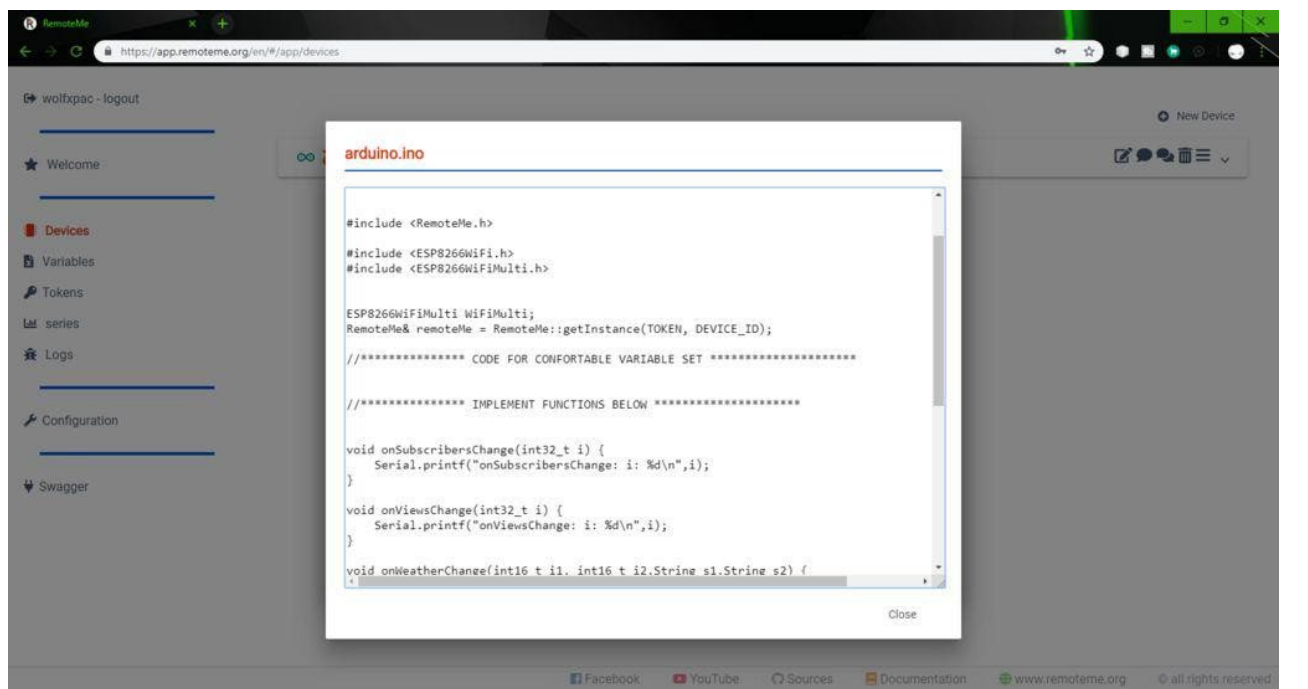 RemoteMe
https://app.remoteme.org/en/#/app/devices
wolfxpac - logout
New Device
Welcome
Devices
Variables
Tokens
series
Logs
Configuration
Swagger
arduino.ino
#include <RemoteMe.h>
#include <ESP8266WiFi.h>
#include <ESP8266WiFiMulti.h>
ESP8266WiFiMulti WiFiMulti;
RemoteMe& remoteMe = RemoteMe::getInstance(TOKEN, DEVICE_ID);
//*************** CODE FOR CONFORTABLE VARIABLE SET *********************
//*************** IMPLEMENT FUNCTIONS BELOW *********************
void onSubscribersChange(int32_t i) {
Serial.printf("onSubscribersChange: i: %d\n",i);
}
void onViewsChange(int32_t i) {
Serial.printf("onViewsChange: i: %d\n",i);
}
void onWeatherChange(int16_t i1, int16_t i2,String s1,String s2) {
Close
Facebook
YouTube
Sources
Documentation
www.remoteme.org
© all rights reserved